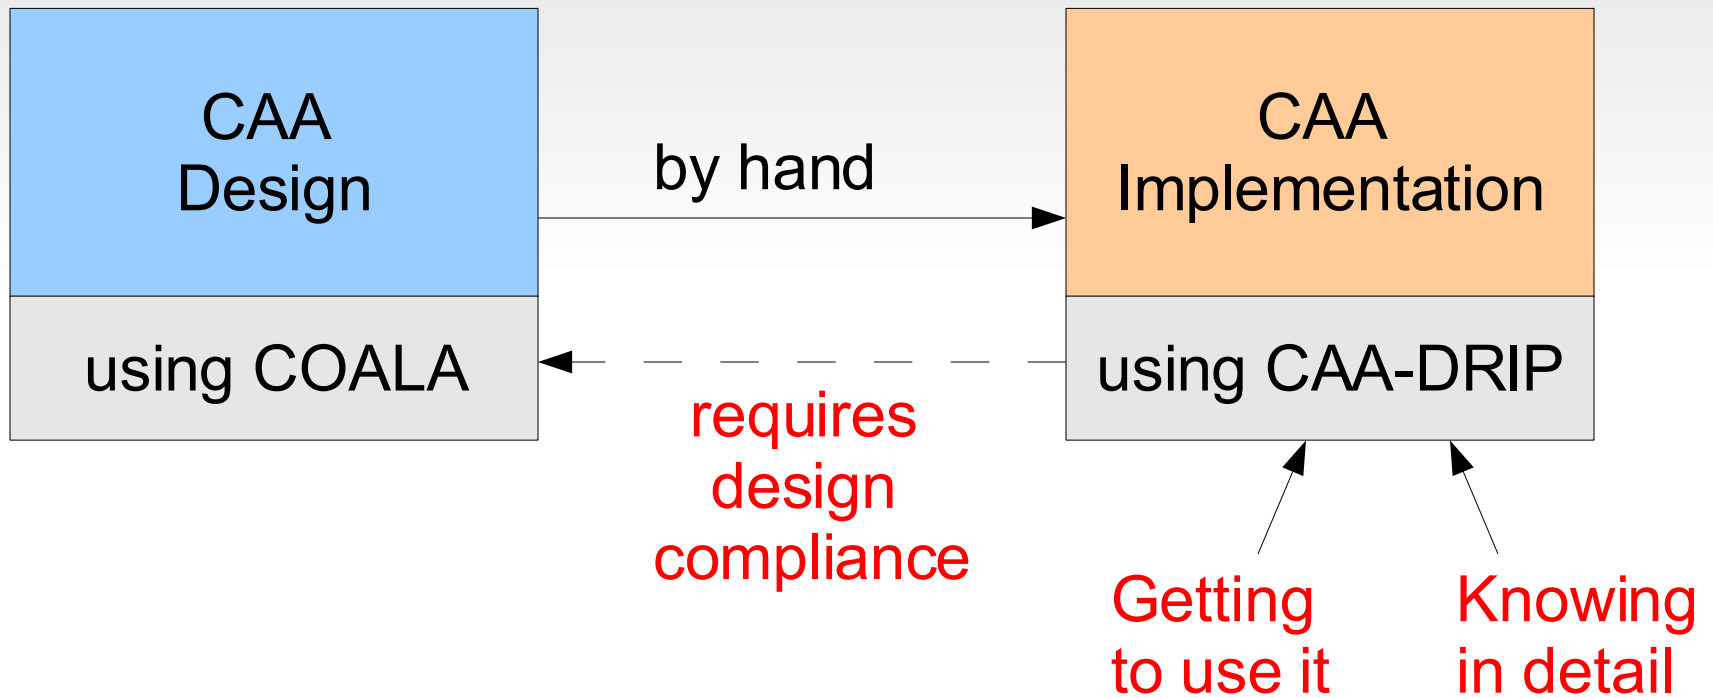 CAA
Design
using COALA
by hand
CAA
Implementation
using CAA-DRIP
requires
design
compliance
Getting
to use it
Knowing
in detail